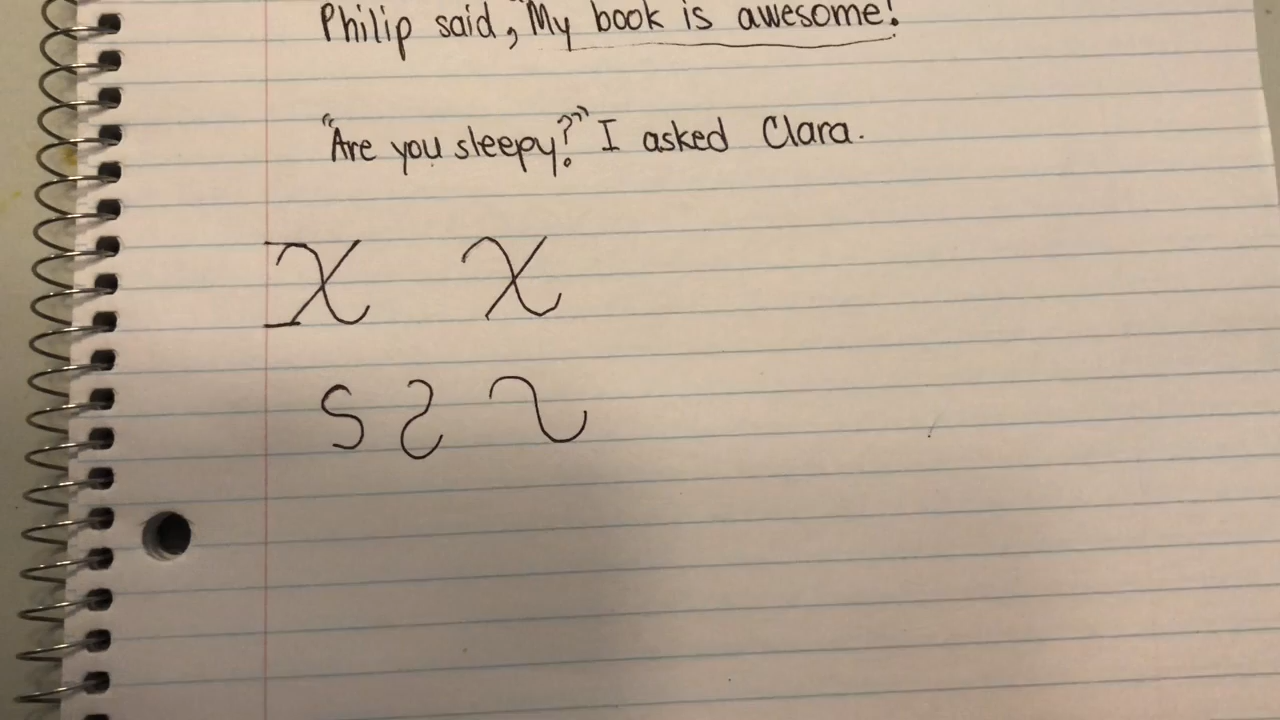 Philip said, "My book is awesome!
"Are you sleepy?" I asked Clara.
x x